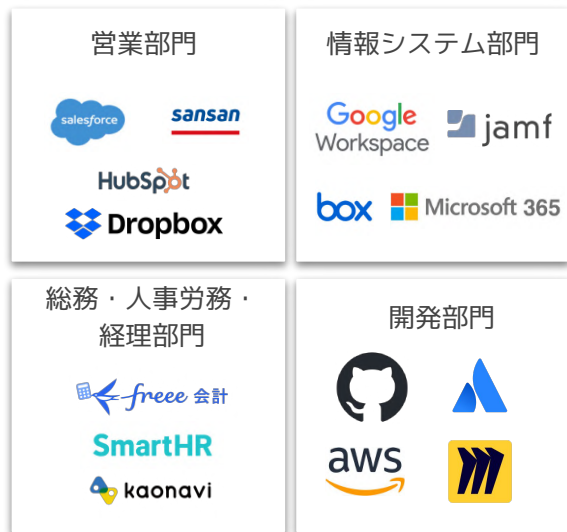 営業部門
salesforce
sansan
HubSpot
Dropbox
情報システム部門
Google
Workspace
jamf
box
Microsoft 365
総務・人事労務・
経理部門
freee 会計
SmartHR
kaonavi
開発部門
aws